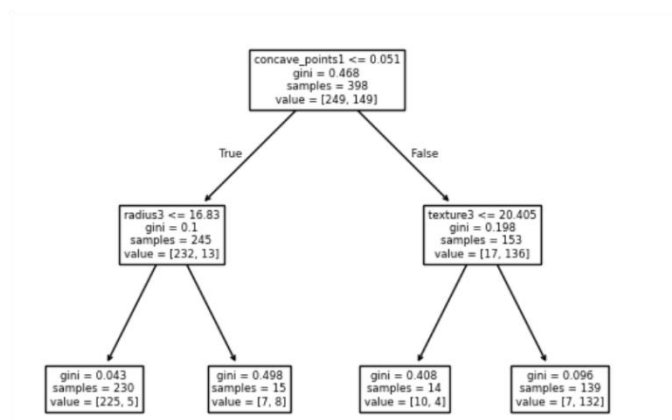 concave_points1 <= 0.051
gini = 0.468
samples = 398
value = [249, 149]
True
False
radius3 <= 16.83
gini = 0.1
samples = 245
value = [232, 13]
texture3 <= 20.405
gini = 0.198
samples = 153
value = [17, 136]
gini = 0.043
samples = 230
value = [225, 5]
gini = 0.498
samples = 15
value = [7, 8]
gini = 0.408
samples = 14
value = [10, 4]
gini = 0.096
samples = 139
value = [7, 132]